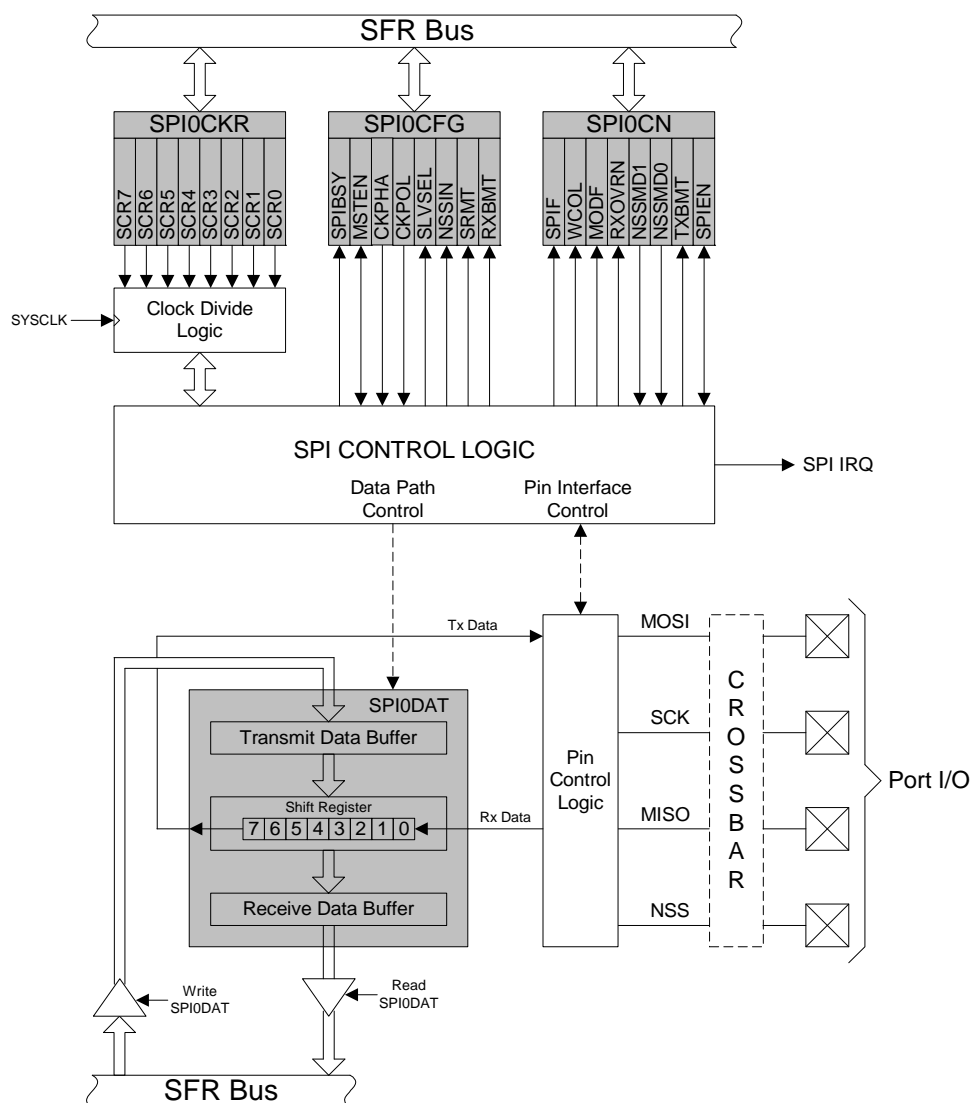 SFR Bus
SPI0CKR
SPI0CFG
SPI0CN
SCR7
SCR6
SCR5
SCR4
SCR3
SCR2
SCR1
SCR0
SPIBSY
MSTEN
CKPHA
CKPOL
SLVSEL
NSSIN
SRMT
RXBMT
SPIF
WCOL
MODF
RXOVRN
NSSMD1
NSSMD0
TXBMT
SPIEN
SYSCLK
Clock Divide
Logic
SPI CONTROL LOGIC
SPI IRQ
Data Path
Control
Pin Interface
Control
Tx Data
MOSI
SPI0DAT
Transmit Data Buffer
SCK
Shift Register
7 6 5 4 3 2 1 0
Rx Data
Pin
Control
Logic
MISO
CROSSBAR
Port I/O
Receive Data Buffer
NSS
Write
SPI0DAT
Read
SPI0DAT
SFR Bus